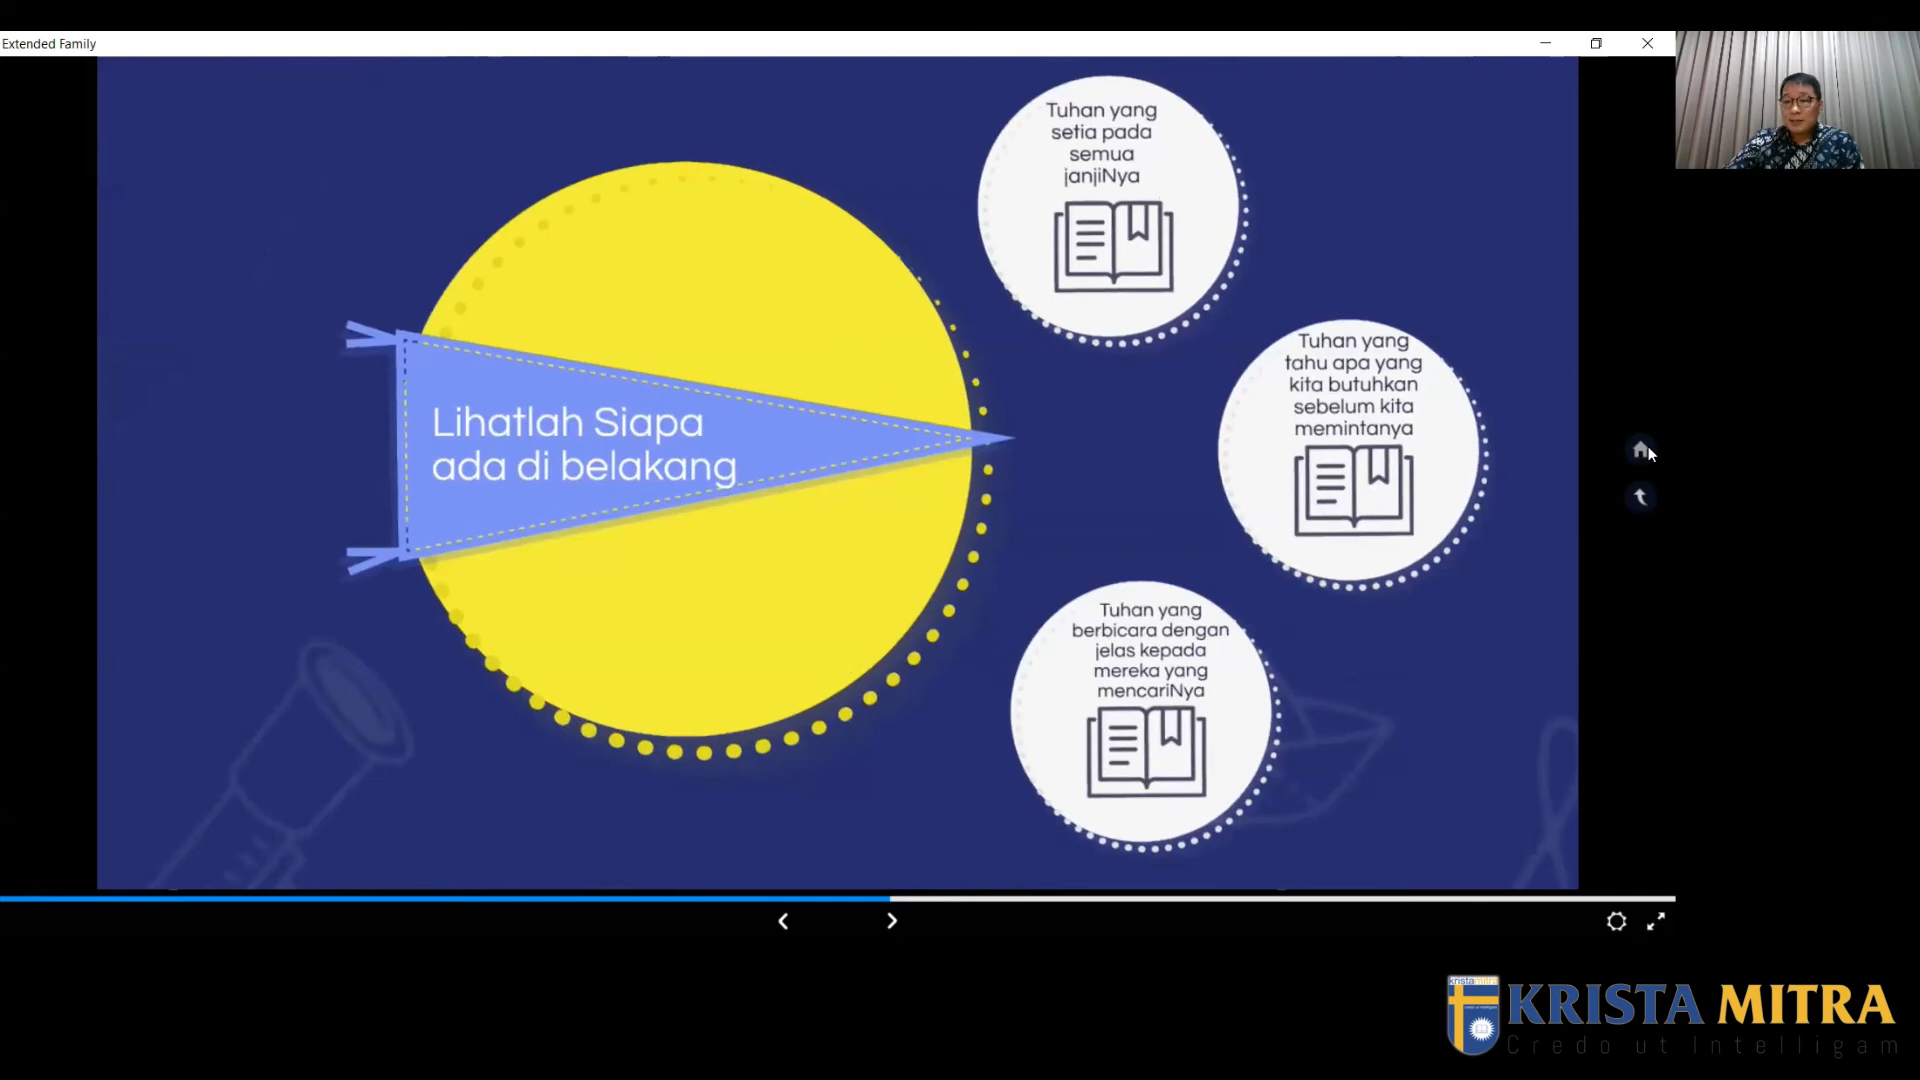 Extended Family
Tuhan yang
setia pada
semua
janjiNya
Lihatlah Siapa
ada di belakang
Tuhan yang
tahu apa yang
kita butuhkan
sebelum kita
memintanya
Tuhan yang
berbicara dengan
jelas kepada
mereka yang
mencariNya
kristamitra
KRISTA MITRA
Credo ut Intelligam